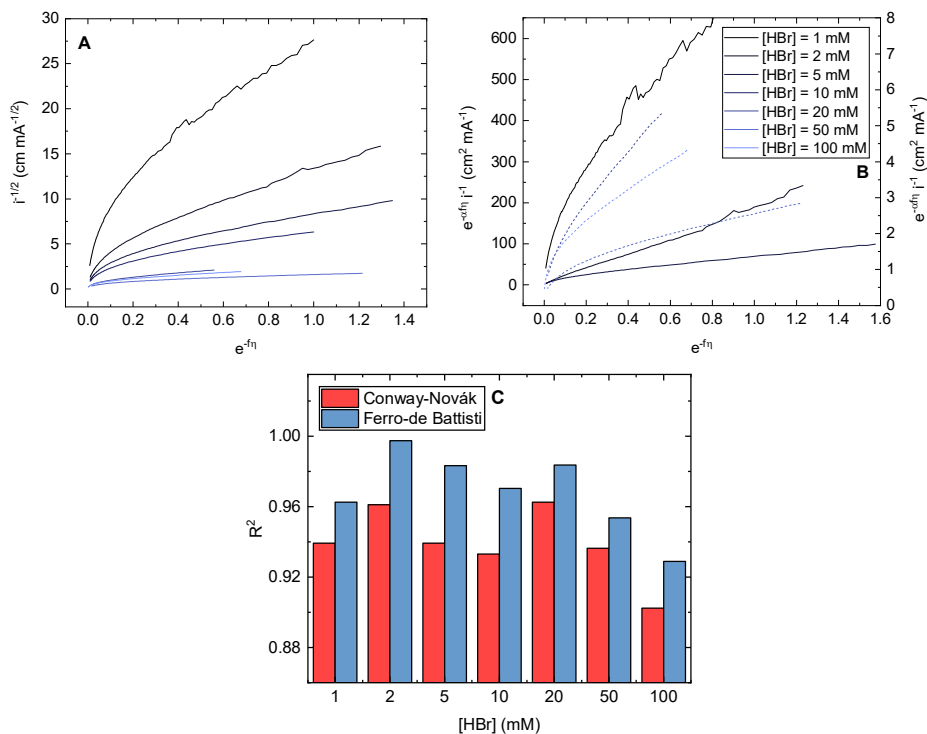 A
30
25
20
15
10
5
0
i-1/2 (cm mA-1/2)
0.0 0.2 0.4 0.6 0.8 1.0 1.2 1.4
e-fη
600
500
400
300
200
100
0
e-αfη i-1 (cm2 mA-1)
[HBr] = 1 mM
[HBr] = 2 mM
[HBr] = 5 mM
[HBr] = 10 mM
[HBr] = 20 mM
[HBr] = 50 mM
[HBr] = 100 mM
B
8
7
6
5
4
3
2
1
0
e-αfη i-1 (cm2 mA-1)
0.0 0.2 0.4 0.6 0.8 1.0 1.2 1.4 1.6
e-fη
Conway-Novák
Ferro-de Battisti
C
1.00
0.96
0.92
0.88
R2
1 2 5 10 20 50 100
[HBr] (mM)